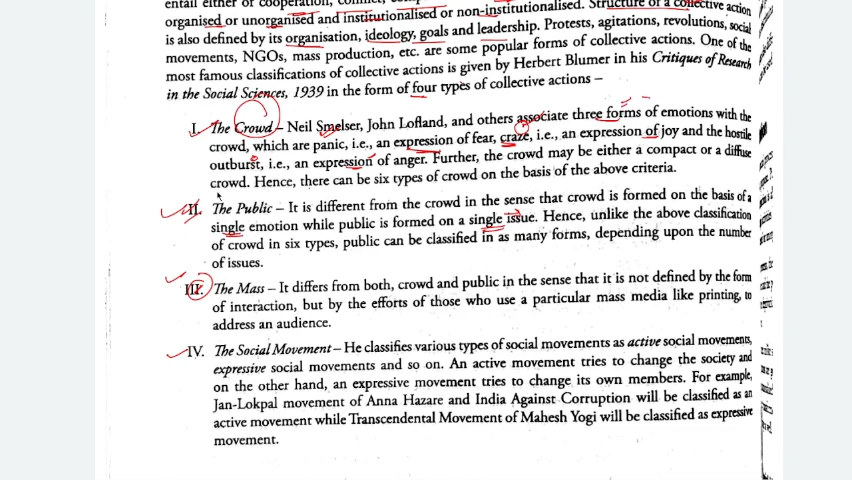 entail either or cooperation, conflict,
organised or unorganised and institutionalised or non-institutionalised. Structure of a collective action
is also defined by its organisation, ideology, goals and leadership. Protests, agitations, revolutions, social
movements, NGOs, mass production, etc. are some popular forms of collective actions. One of the
most famous classifications of collective actions is given by Herbert Blumer in his Critiques of Research
in the Social Sciences, 1939 in the form of four types of collective actions –
I. The Crowd – Neil Smelser, John Lofland, and others associate three forms of emotions with the
crowd, which are panic, i.e., an expression of fear, craze, i.e., an expression of joy and the hostile
outburst, i.e., an expression of anger. Further, the crowd may be either a compact or a diffuse
crowd. Hence, there can be six types of crowd on the basis of the above criteria.
II. The Public – It is different from the crowd in the sense that crowd is formed on the basis of a
single emotion while public is formed on a single issue. Hence, unlike the above classification
of crowd in six types, public can be classified in as many forms, depending upon the number
of issues.
III. The Mass – It differs from both, crowd and public in the sense that it is not defined by the form
of interaction, but by the efforts of those who use a particular mass media like printing, to
address an audience.
IV. The Social Movement – He classifies various types of social movements as active social movements,
expressive social movements and so on. An active movement tries to change the society and
on the other hand, an expressive movement tries to change its own members. For example,
Jan-Lokpal movement of Anna Hazare and India Against Corruption will be classified as an
active movement while Transcendental Movement of Mahesh Yogi will be classified as expressive
movement.